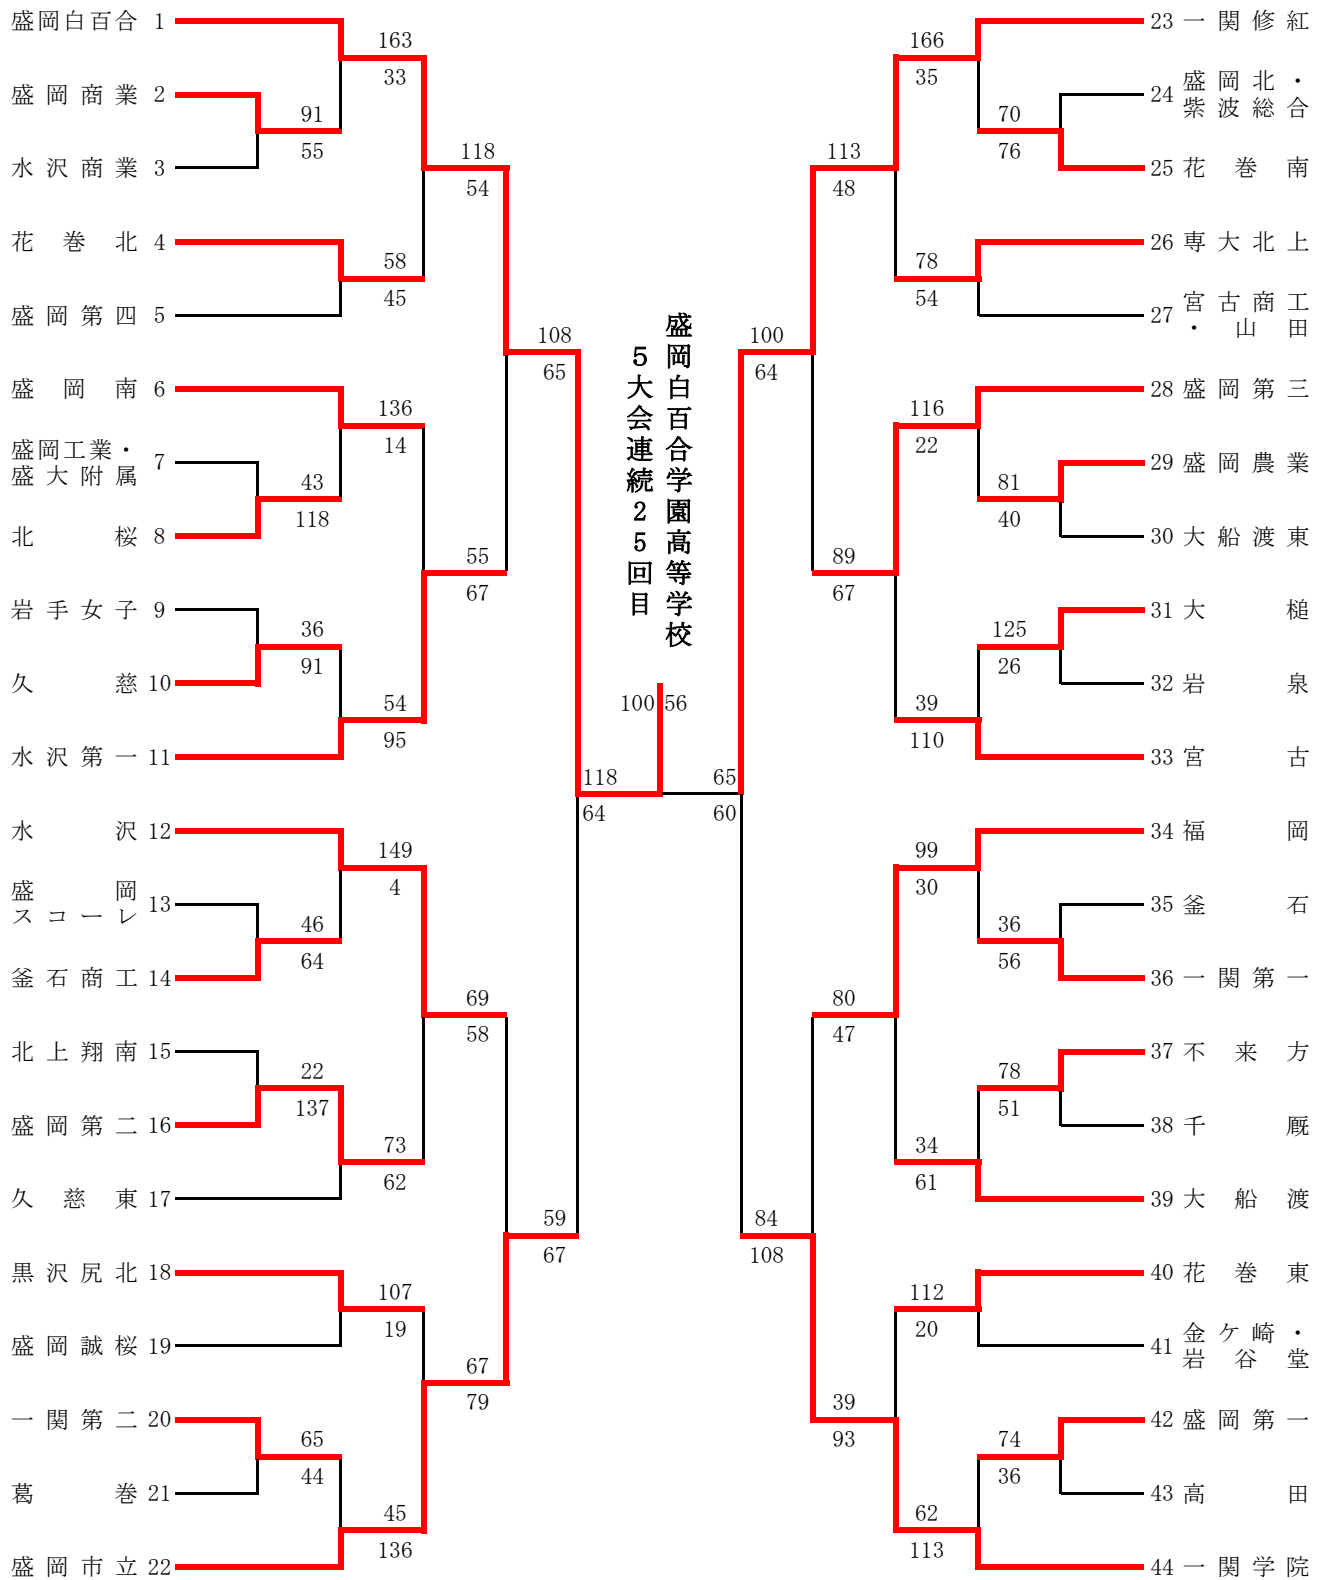 盛岡白百合 1
盛岡商業 2
水沢商業 3
花巻北 4
盛岡第四 5
盛岡南 6
盛岡工業・
盛大附属 7
北桜 8
岩手女子 9
久慈 10
水沢第一 11
水沢 12
盛岡
スコーレ 13
釜石商工 14
北上翔南 15
盛岡第二 16
久慈東 17
黒沢尻北 18
盛岡誠桜 19
一関第二 20
葛巻 21
盛岡市立 22
91
55
43
118
36
91
46
64
22
137
65
44
163
33
58
45
136
14
54
95
149
4
73
62
107
19
45
136
118
54
55
67
69
58
67
79
108
65
59
67
118
64
盛岡白百合学園高等学校
５大会連続２５回目
100 56
65
60
100
64
84
108
113
48
89
67
80
47
39
93
166
35
78
54
116
22
39
110
99
30
34
61
112
20
62
113
70
76
81
40
125
26
36
56
78
51
74
36
23 一関修紅
24 盛岡北・
紫波総合
25 花巻南
26 専大北上
27 宮古商工
・山田
28 盛岡第三
29 盛岡農業
30 大船渡東
31 大槌
32 岩泉
33 宮古
34 福岡
35 釜石
36 一関第一
37 不来方
38 千厩
39 大船渡
40 花巻東
41 金ケ崎・
岩谷堂
42 盛岡第一
43 高田
44 一関学院